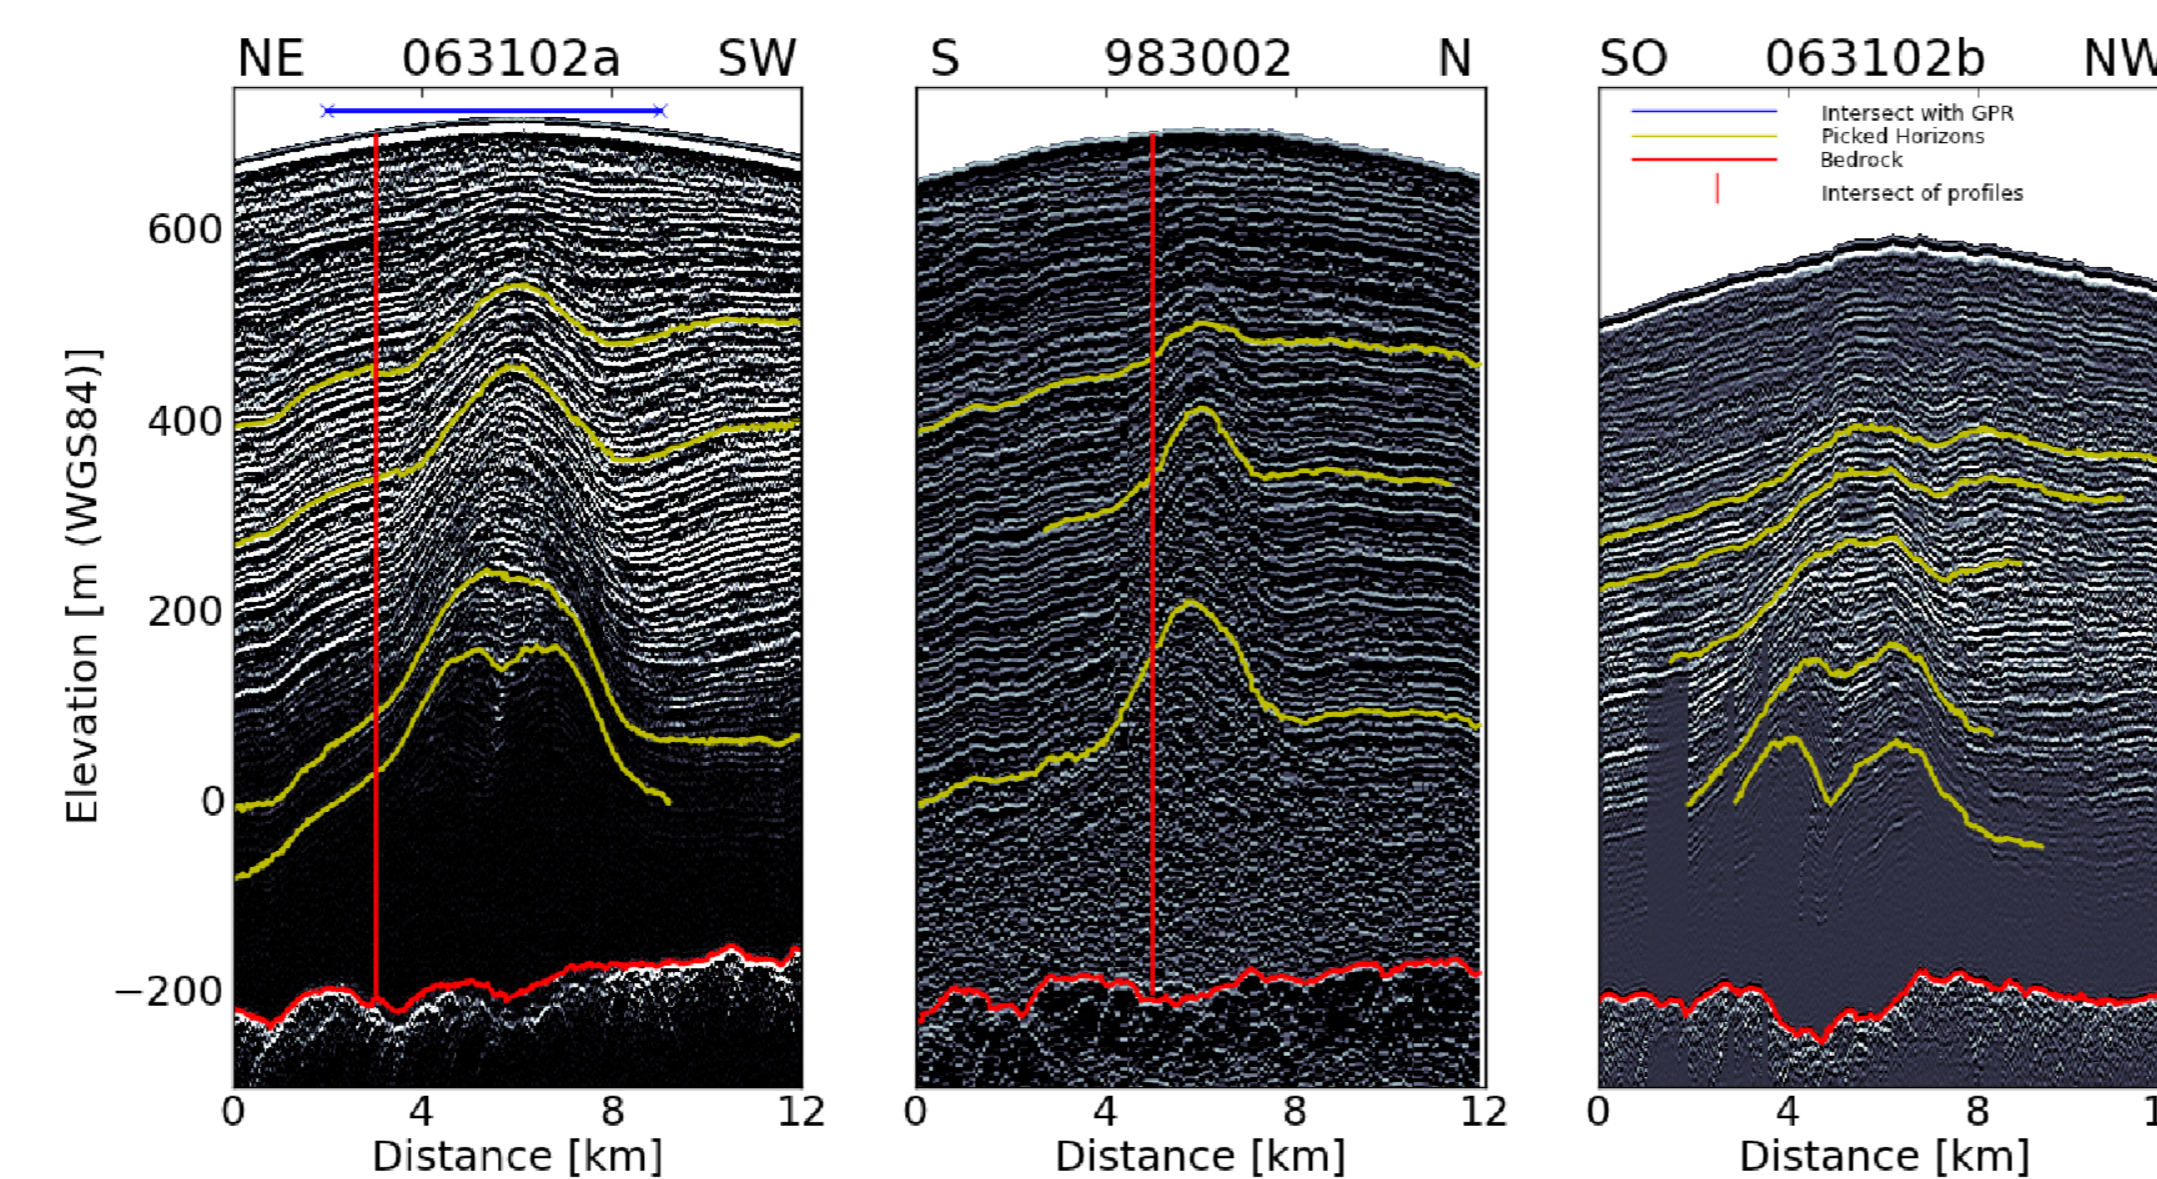 NE 063102a SW
S 983002 N
SO 063102b NW
Intersect with GPR
Picked Horizons
Bedrock
Intersect of profiles
Elevation [m (WGS84)]
600
400
200
0
−200
0 4 8 12
0 4 8 12
0 4 8 1
Distance [km]
Distance [km]
Distance [km]